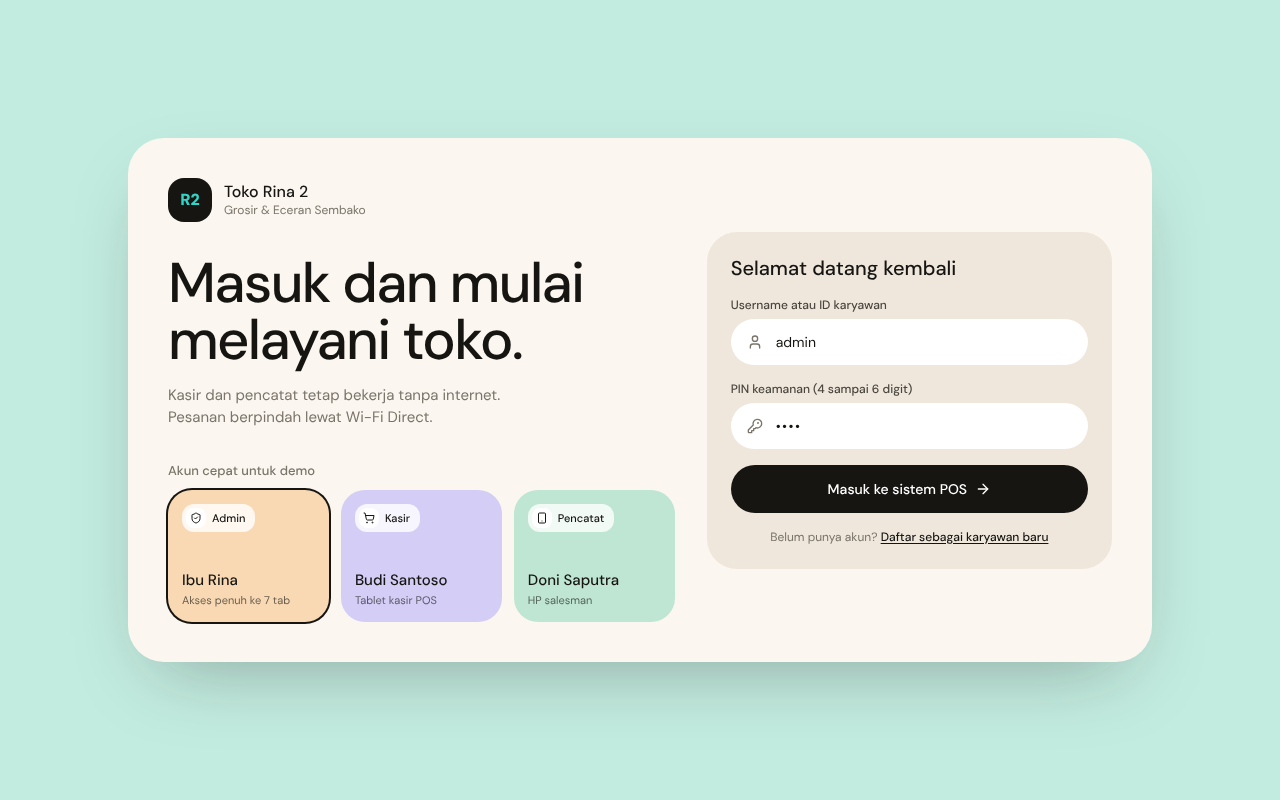 R2
Toko Rina 2
Grosir & Eceran Sembako
Masuk dan mulai
melayani toko.
Kasir dan pencatat tetap bekerja tanpa internet.
Pesanan berpindah lewat Wi-Fi Direct.
Akun cepat untuk demo
Admin
Ibu Rina
Akses penuh ke 7 tab
Kasir
Budi Santoso
Tablet kasir POS
Pencatat
Doni Saputra
HP salesman
Selamat datang kembali
Username atau ID karyawan
admin
PIN keamanan (4 sampai 6 digit)
••••
Masuk ke sistem POS →
Belum punya akun? Daftar sebagai karyawan baru